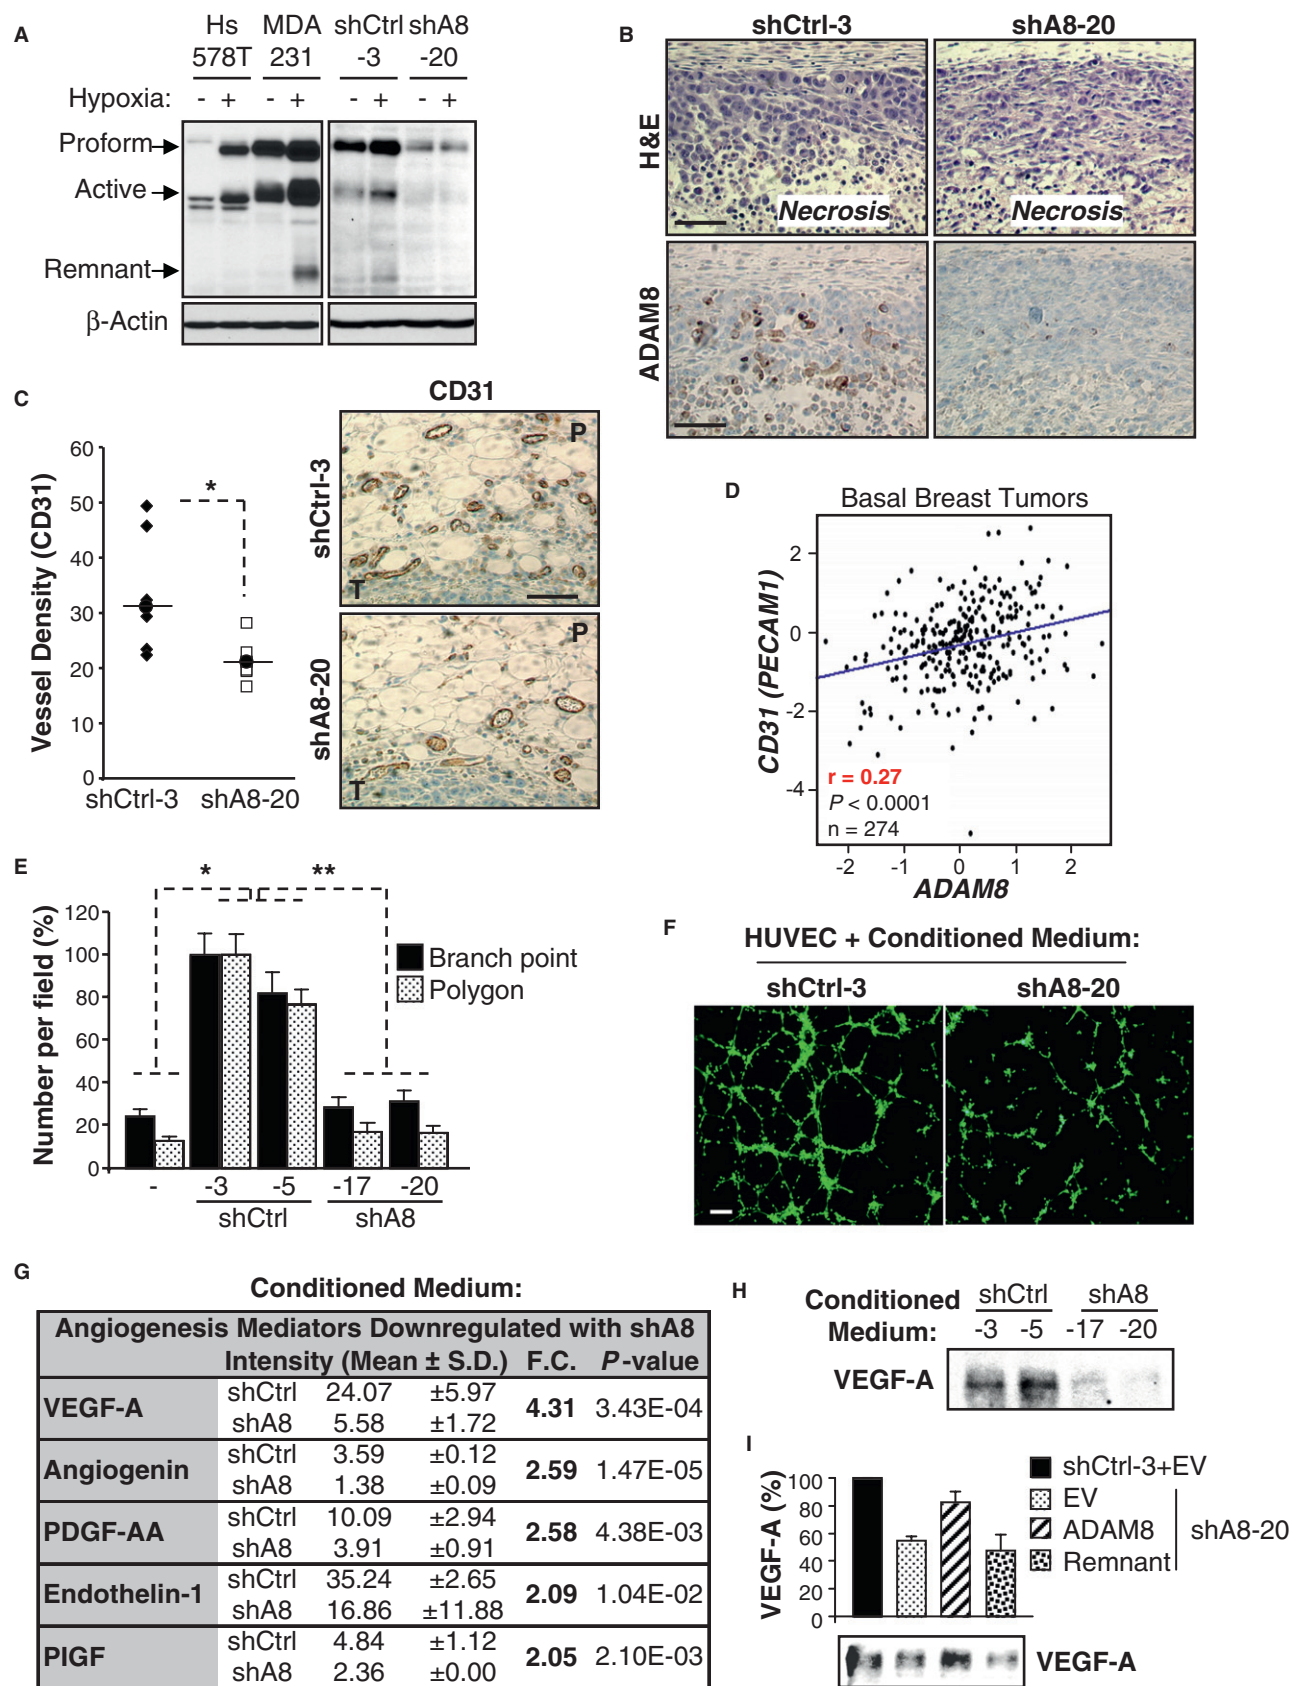 A
Hs 578T
MDA 231
shCtrl -3
shA8 -20
Hypoxia: - + - + - + - +
Proform
Active
Remnant
β-Actin
B
shCtrl-3
shA8-20
H&E
Necrosis
Necrosis
ADAM8
C
Vessel Density (CD31)
60
50
40
30
20
10
0
*
shCtrl-3
shA8-20
CD31
shCtrl-3
P
T
shA8-20
P
T
D
Basal Breast Tumors
CD31 (PECAM1)
2
0
-2
-4
r = 0.27
P < 0.0001
n = 274
-2 -1 0 1 2
ADAM8
E
Number per field (%)
120
100
80
60
40
20
0
* **
Branch point
Polygon
- -3 -5 -17 -20
shCtrl shA8
F
HUVEC + Conditioned Medium:
shCtrl-3 shA8-20
G
Conditioned Medium:
Angiogenesis Mediators Downregulated with shA8
Intensity (Mean ± S.D.) F.C. P-value
VEGF-A shCtrl 24.07 ±5.97 4.31 3.43E-04
shA8 5.58 ±1.72
Angiogenin shCtrl 3.59 ±0.12 2.59 1.47E-05
shA8 1.38 ±0.09
PDGF-AA shCtrl 10.09 ±2.94 2.58 4.38E-03
shA8 3.91 ±0.91
Endothelin-1 shCtrl 35.24 ±2.65 2.09 1.04E-02
shA8 16.86 ±11.88
PIGF shCtrl 4.84 ±1.12 2.05 2.10E-03
shA8 2.36 ±0.00
H
Conditioned Medium:
shCtrl shA8
-3 -5 -17 -20
VEGF-A
I
VEGF-A (%)
100
80
60
40
20
0
shCtrl-3+EV
EV
ADAM8
Remnant
shA8-20
VEGF-A